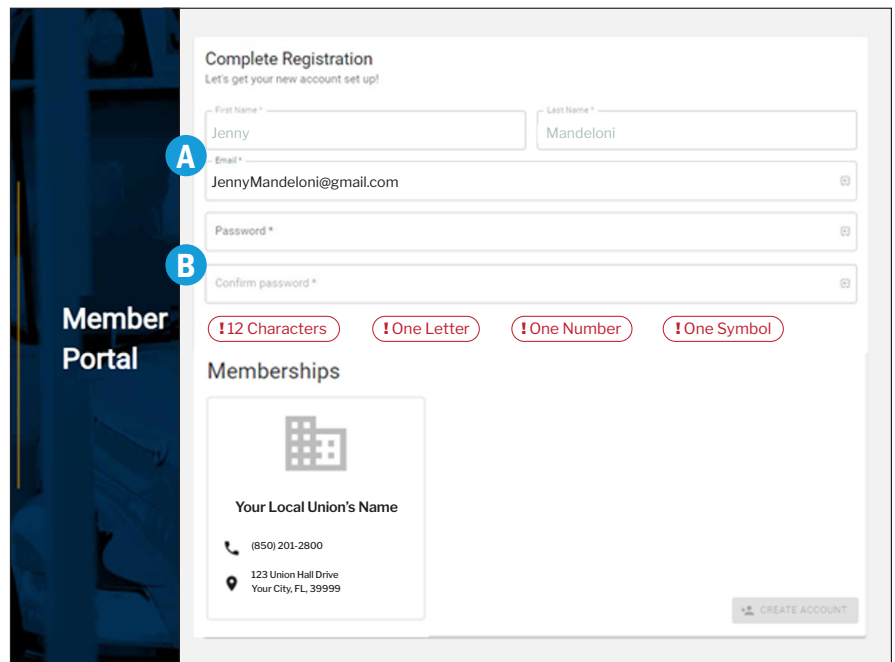 Complete Registration
Let's get your new account set up!
First Name *
Last Name *
Jenny
Mandeloni
A
Email *
JennyMandeloni@gmail.com
Password *
B
Confirm password *
Member
Portal
! 12 Characters
! One Letter
! One Number
! One Symbol
Memberships
Your Local Union's Name
(850) 201-2800
123 Union Hall Drive
Your City, FL, 39999
CREATE ACCOUNT